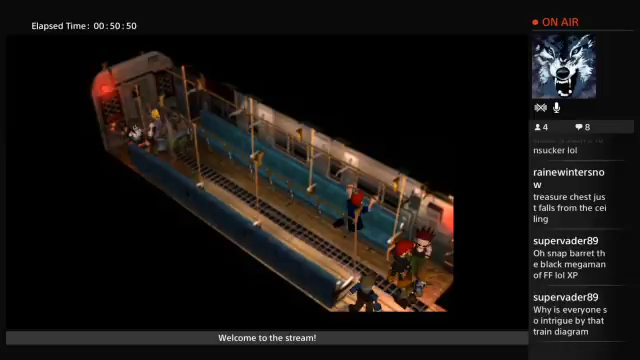 Elapsed Time: 00:50:50
ON AIR
4
8
nsucker lol
rainewintersno
w
treasure chest jus
t falls from the cei
ling
supervader89
Oh snap barret th
e black megaman
of FF lol XP
supervader89
Why is everyone s
o intrigue by that
train diagram
Welcome to the stream!